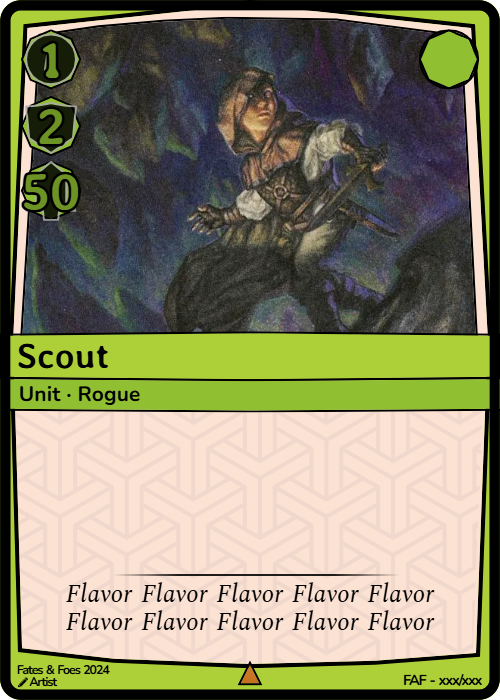 1
2
50
Scout
Unit · Rogue
Flavor Flavor Flavor Flavor Flavor
Flavor Flavor Flavor Flavor Flavor
Fates & Foes 2024
Artist
FAF - xxx/xxx